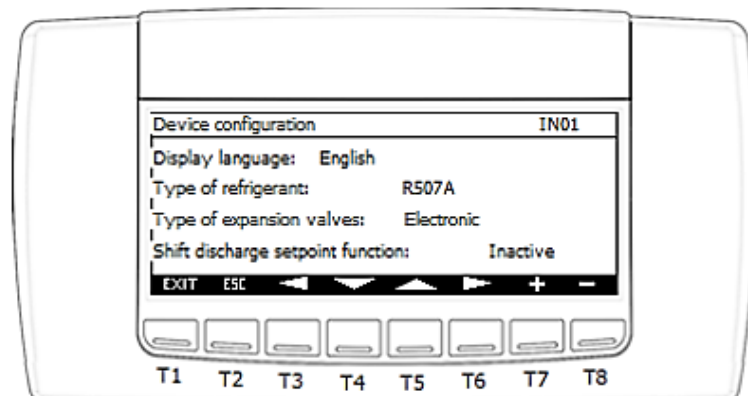 Device configuration IN01
Display language: English
Type of refrigerant: R507A
Type of expansion valves: Electronic
Shift discharge setpoint function: Inactive
EXIT ESC + -
T1 T2 T3 T4 T5 T6 T7 T8